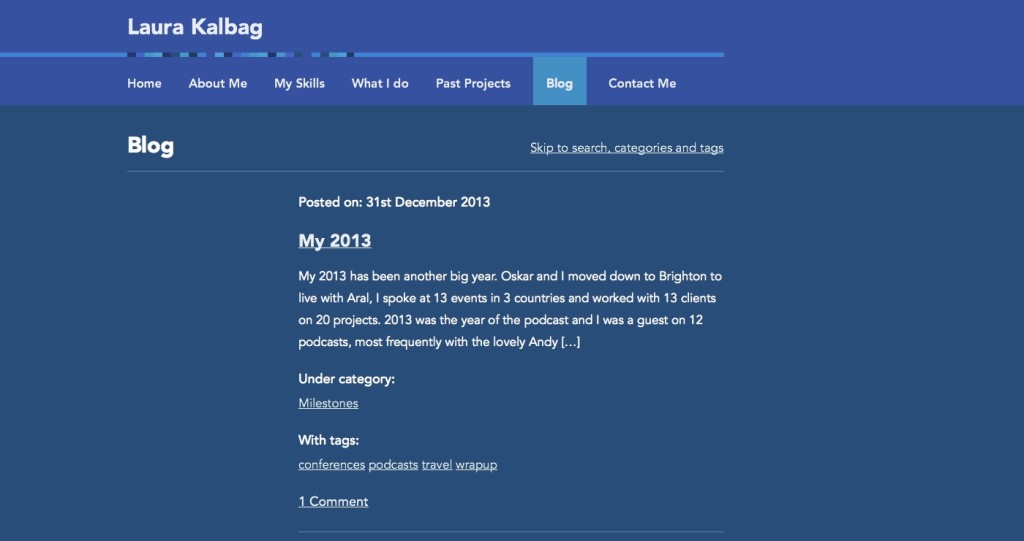 Laura Kalbag
Home About Me My Skills What I do Past Projects Blog Contact Me
Blog
Skip to search, categories and tags
Posted on: 31st December 2013
My 2013
My 2013 has been another big year. Oskar and I moved down to Brighton to
live with Aral, I spoke at 13 events in 3 countries and worked with 13 clients
on 20 projects. 2013 was the year of the podcast and I was a guest on 12
podcasts, most frequently with the lovely Andy […]
Under category:
Milestones
With tags:
conferences podcasts travel wrapup
1 Comment